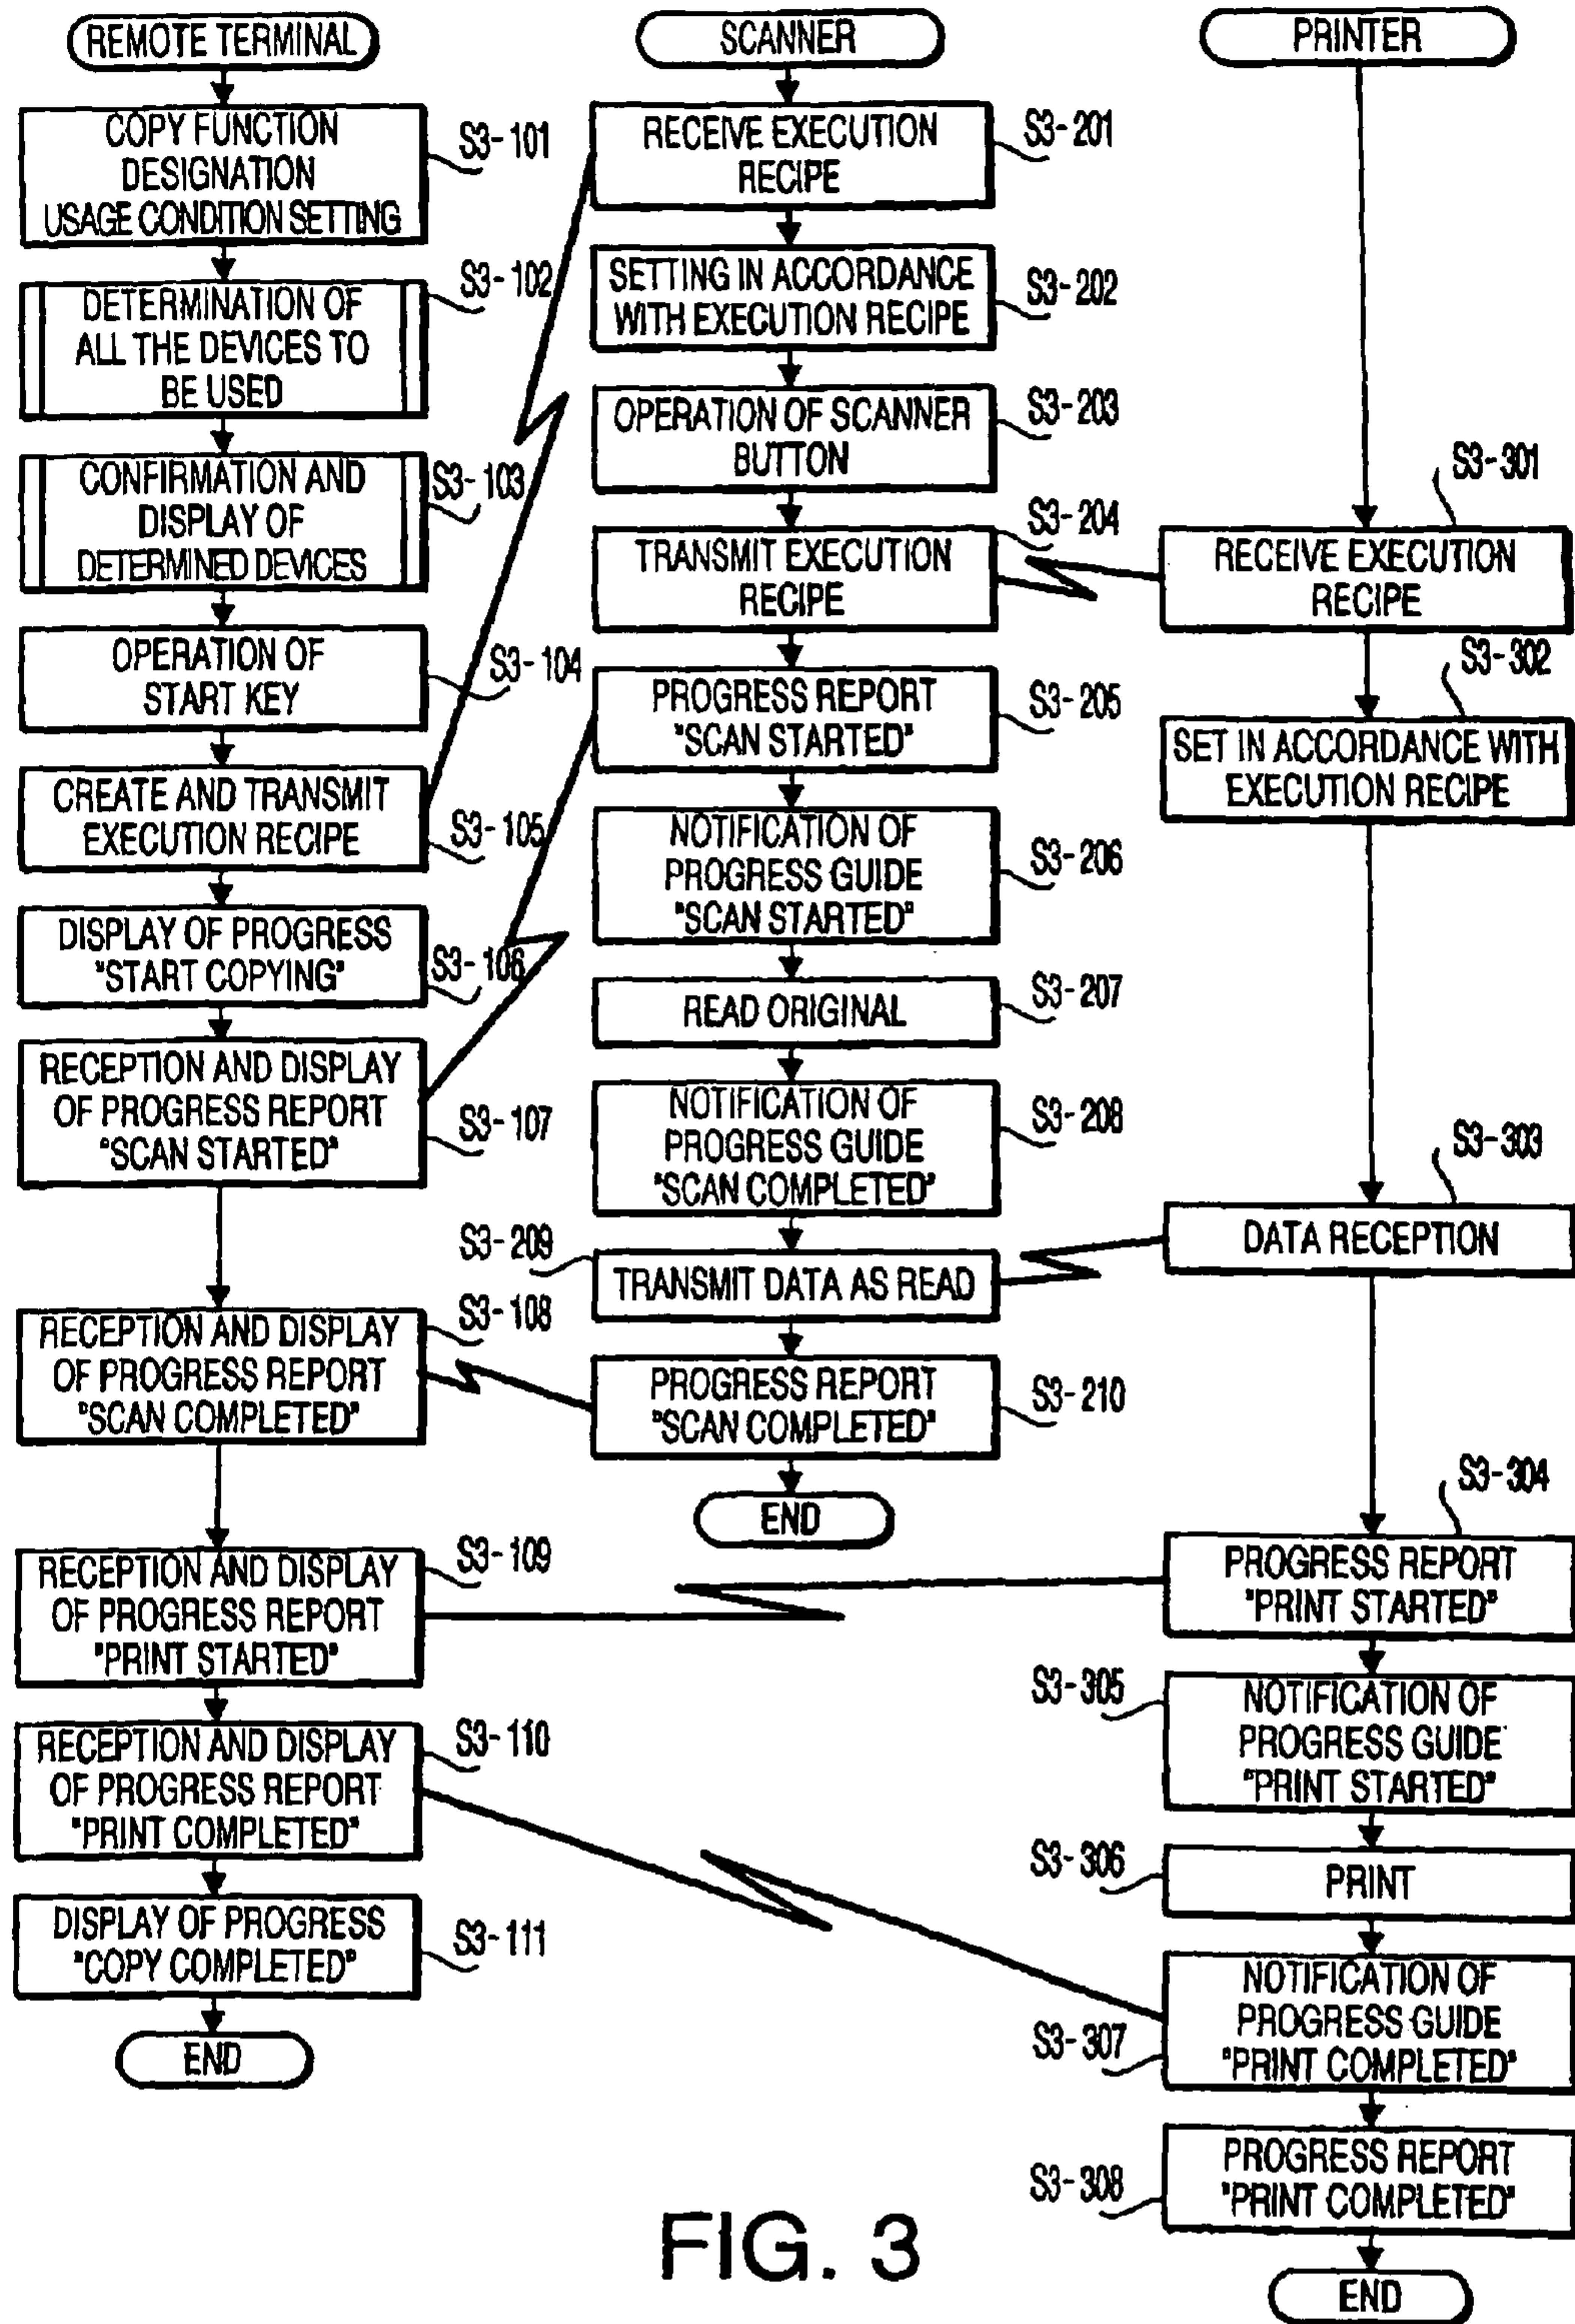 REMOTE TERMINAL
COPY FUNCTION
DESIGNATION
USAGE CONDITION SETTING
S3-101
DETERMINATION OF
ALL THE DEVICES TO
BE USED
S3-102
CONFIRMATION AND
DISPLAY OF
DETERMINED DEVICES
S3-103
OPERATION OF
START KEY
S3-104
CREATE AND TRANSMIT
EXECUTION RECIPE
S3-105
DISPLAY OF PROGRESS
"START COPYING"
S3-106
RECEPTION AND DISPLAY
OF PROGRESS REPORT
"SCAN STARTED"
S3-107
RECEPTION AND DISPLAY
OF PROGRESS REPORT
"SCAN COMPLETED"
S3-108
RECEPTION AND DISPLAY
OF PROGRESS REPORT
"PRINT STARTED"
S3-109
RECEPTION AND DISPLAY
OF PROGRESS REPORT
"PRINT COMPLETED"
S3-110
DISPLAY OF PROGRESS
"COPY COMPLETED"
S3-111
END
SCANNER
RECEIVE EXECUTION
RECIPE
S3-201
SETTING IN ACCORDANCE
WITH EXECUTION RECIPE
S3-202
OPERATION OF SCANNER
BUTTON
S3-203
TRANSMIT EXECUTION
RECIPE
S3-204
PROGRESS REPORT
"SCAN STARTED"
S3-205
NOTIFICATION OF
PROGRESS GUIDE
"SCAN STARTED"
S3-206
READ ORIGINAL
S3-207
NOTIFICATION OF
PROGRESS GUIDE
"SCAN COMPLETED"
S3-208
S3-209
TRANSMIT DATA AS READ
PROGRESS REPORT
"SCAN COMPLETED"
S3-210
END
PRINTER
S3-301
RECEIVE EXECUTION
RECIPE
S3-302
SET IN ACCORDANCE WITH
EXECUTION RECIPE
S3-303
DATA RECEPTION
S3-304
PROGRESS REPORT
"PRINT STARTED"
S3-305
NOTIFICATION OF
PROGRESS GUIDE
"PRINT STARTED"
S3-306
PRINT
NOTIFICATION OF
PROGRESS GUIDE
"PRINT COMPLETED"
S3-307
PROGRESS REPORT
"PRINT COMPLETED"
S3-308
END
FIG. 3